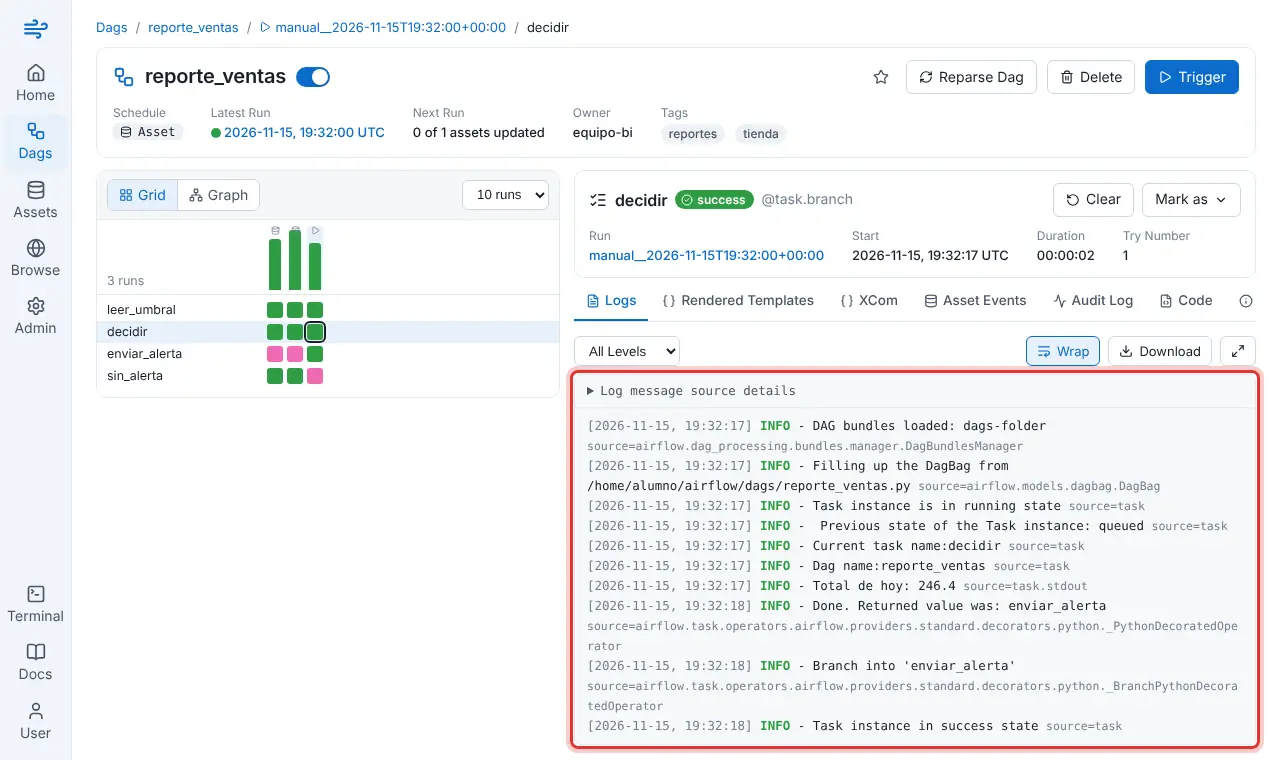 Dags / reporte_ventas / manual__2026-11-15T19:32:00+00:00 / decidir
Home
Dags
Assets
Browse
Admin
Terminal
Docs
User
reporte_ventas
Reparse Dag
Delete
Trigger
Schedule
Asset
Latest Run
2026-11-15, 19:32:00 UTC
Next Run
0 of 1 assets updated
Owner
equipo-bi
Tags
reportes tienda
Grid
Graph
10 runs
3 runs
leer_umbral
decidir
enviar_alerta
sin_alerta
decidir success @task.branch
Clear
Mark as
Run
manual__2026-11-15T19:32:00+00:00
Start
2026-11-15, 19:32:17 UTC
Duration
00:00:02
Try Number
1
Logs
{ } Rendered Templates
{ } XCom
Asset Events
Audit Log
Code
All Levels
Wrap
Download
Log message source details
[2026-11-15, 19:32:17] INFO - DAG bundles loaded: dags-folder
source=airflow.dag_processing.bundles.manager.DagBundlesManager
[2026-11-15, 19:32:17] INFO - Filling up the DagBag from
/home/alumno/airflow/dags/reporte_ventas.py source=airflow.models.dagbag.DagBag
[2026-11-15, 19:32:17] INFO - Task instance is in running state source=task
[2026-11-15, 19:32:17] INFO -  Previous state of the Task instance: queued source=task
[2026-11-15, 19:32:17] INFO - Current task name:decidir source=task
[2026-11-15, 19:32:17] INFO - Dag name:reporte_ventas source=task
[2026-11-15, 19:32:17] INFO - Total de hoy: 246.4 source=task.stdout
[2026-11-15, 19:32:18] INFO - Done. Returned value was: enviar_alerta
source=airflow.task.operators.airflow.providers.standard.decorators.python._PythonDecoratedOpe
rator
[2026-11-15, 19:32:18] INFO - Branch into 'enviar_alerta'
source=airflow.task.operators.airflow.providers.standard.decorators.python._BranchPythonDecora
tedOperator
[2026-11-15, 19:32:18] INFO - Task instance in success state source=task